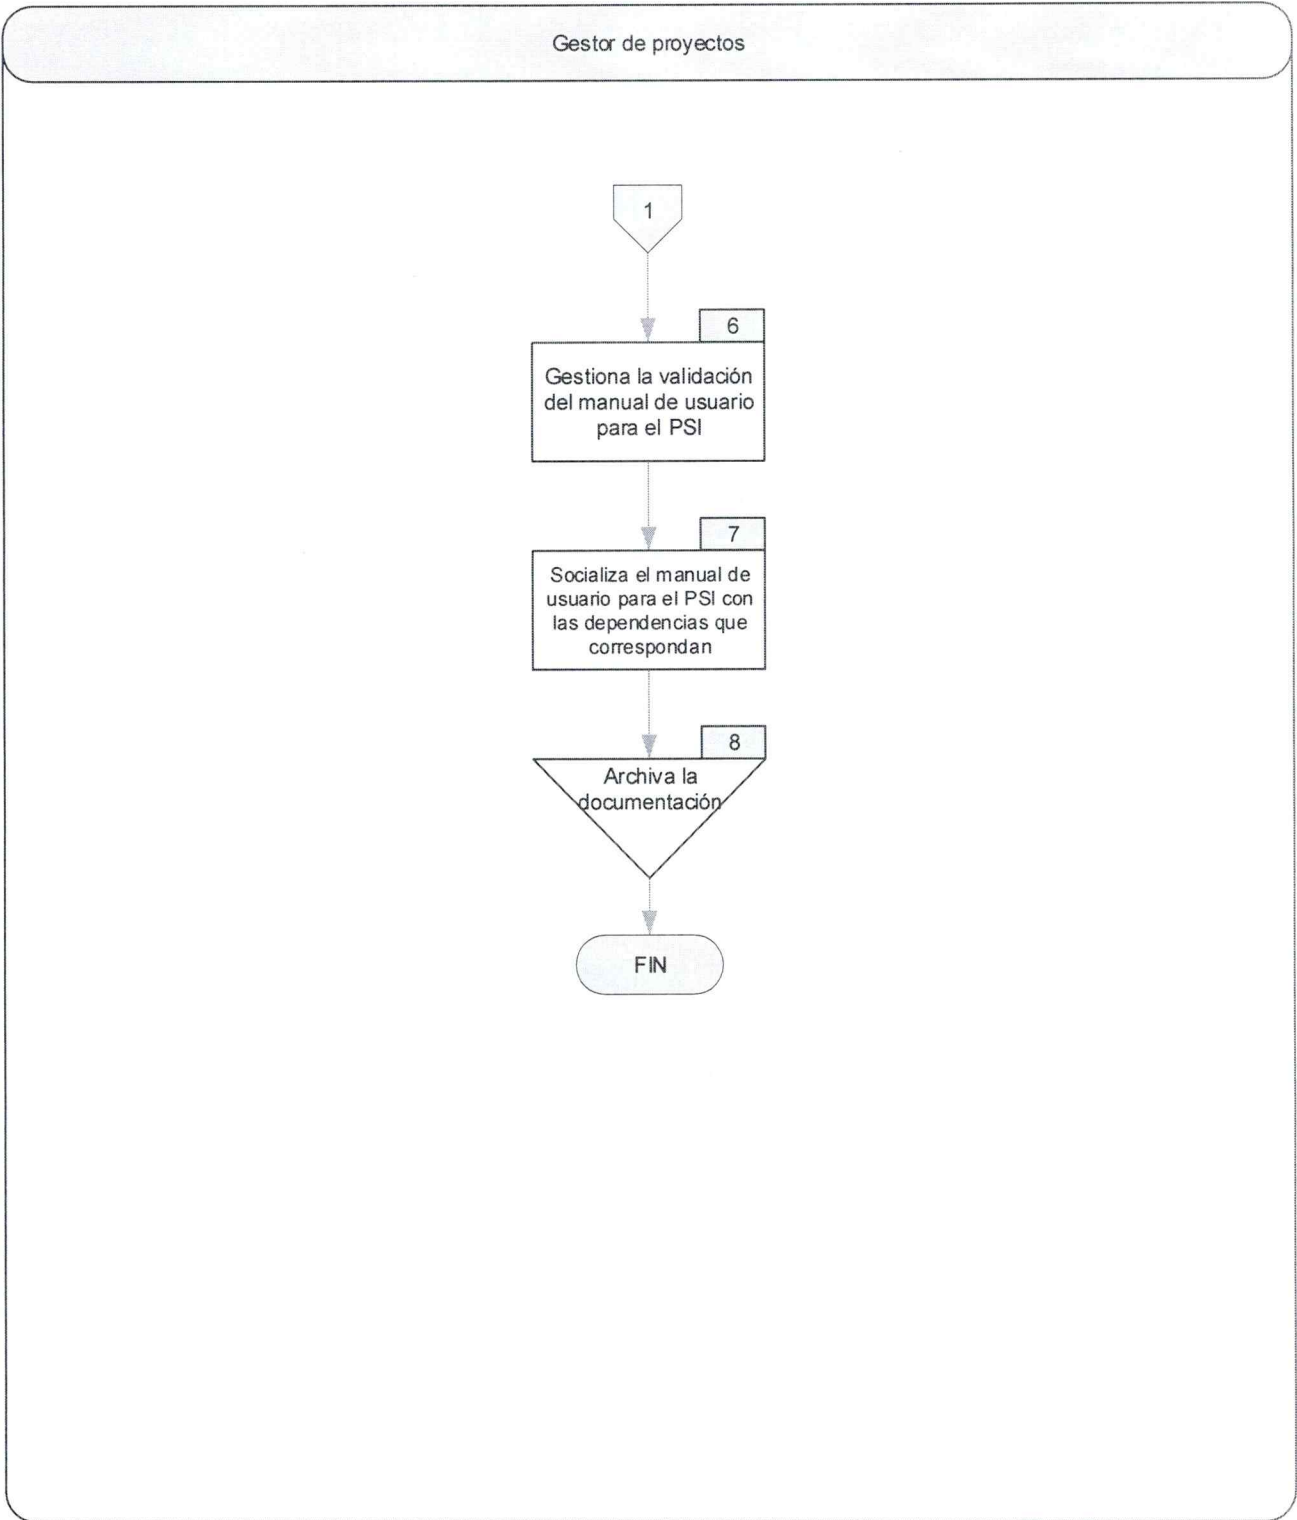 Gestor de proyectos
1
6
Gestiona la validación
del manual de usuario
para el PSI
7
Socializa el manual de
usuario para el PSI con
las dependencias que
correspondan
8
Archiva la
documentación
FIN